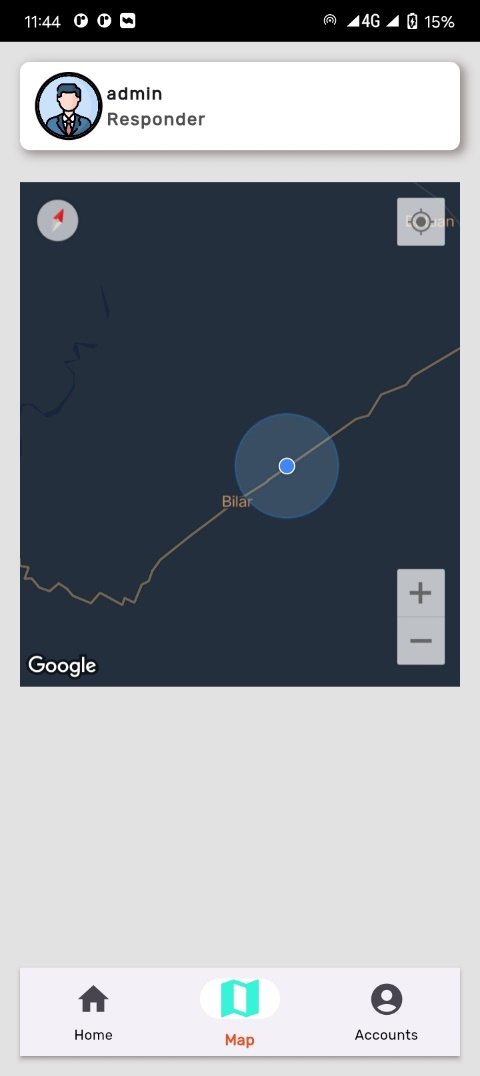 11:44 4G 15%
admin
Responder
Bilar
Google
Home Map Accounts